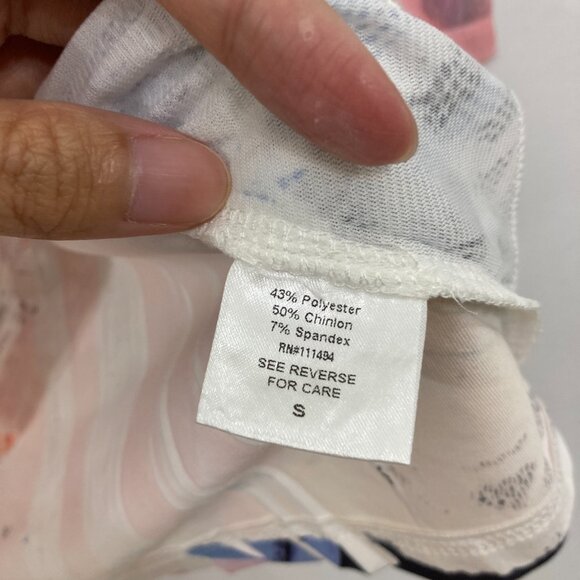 43% Polyester
50% Chinlon
7% Spandex
RN#111494
SEE REVERSE
FOR CARE
S